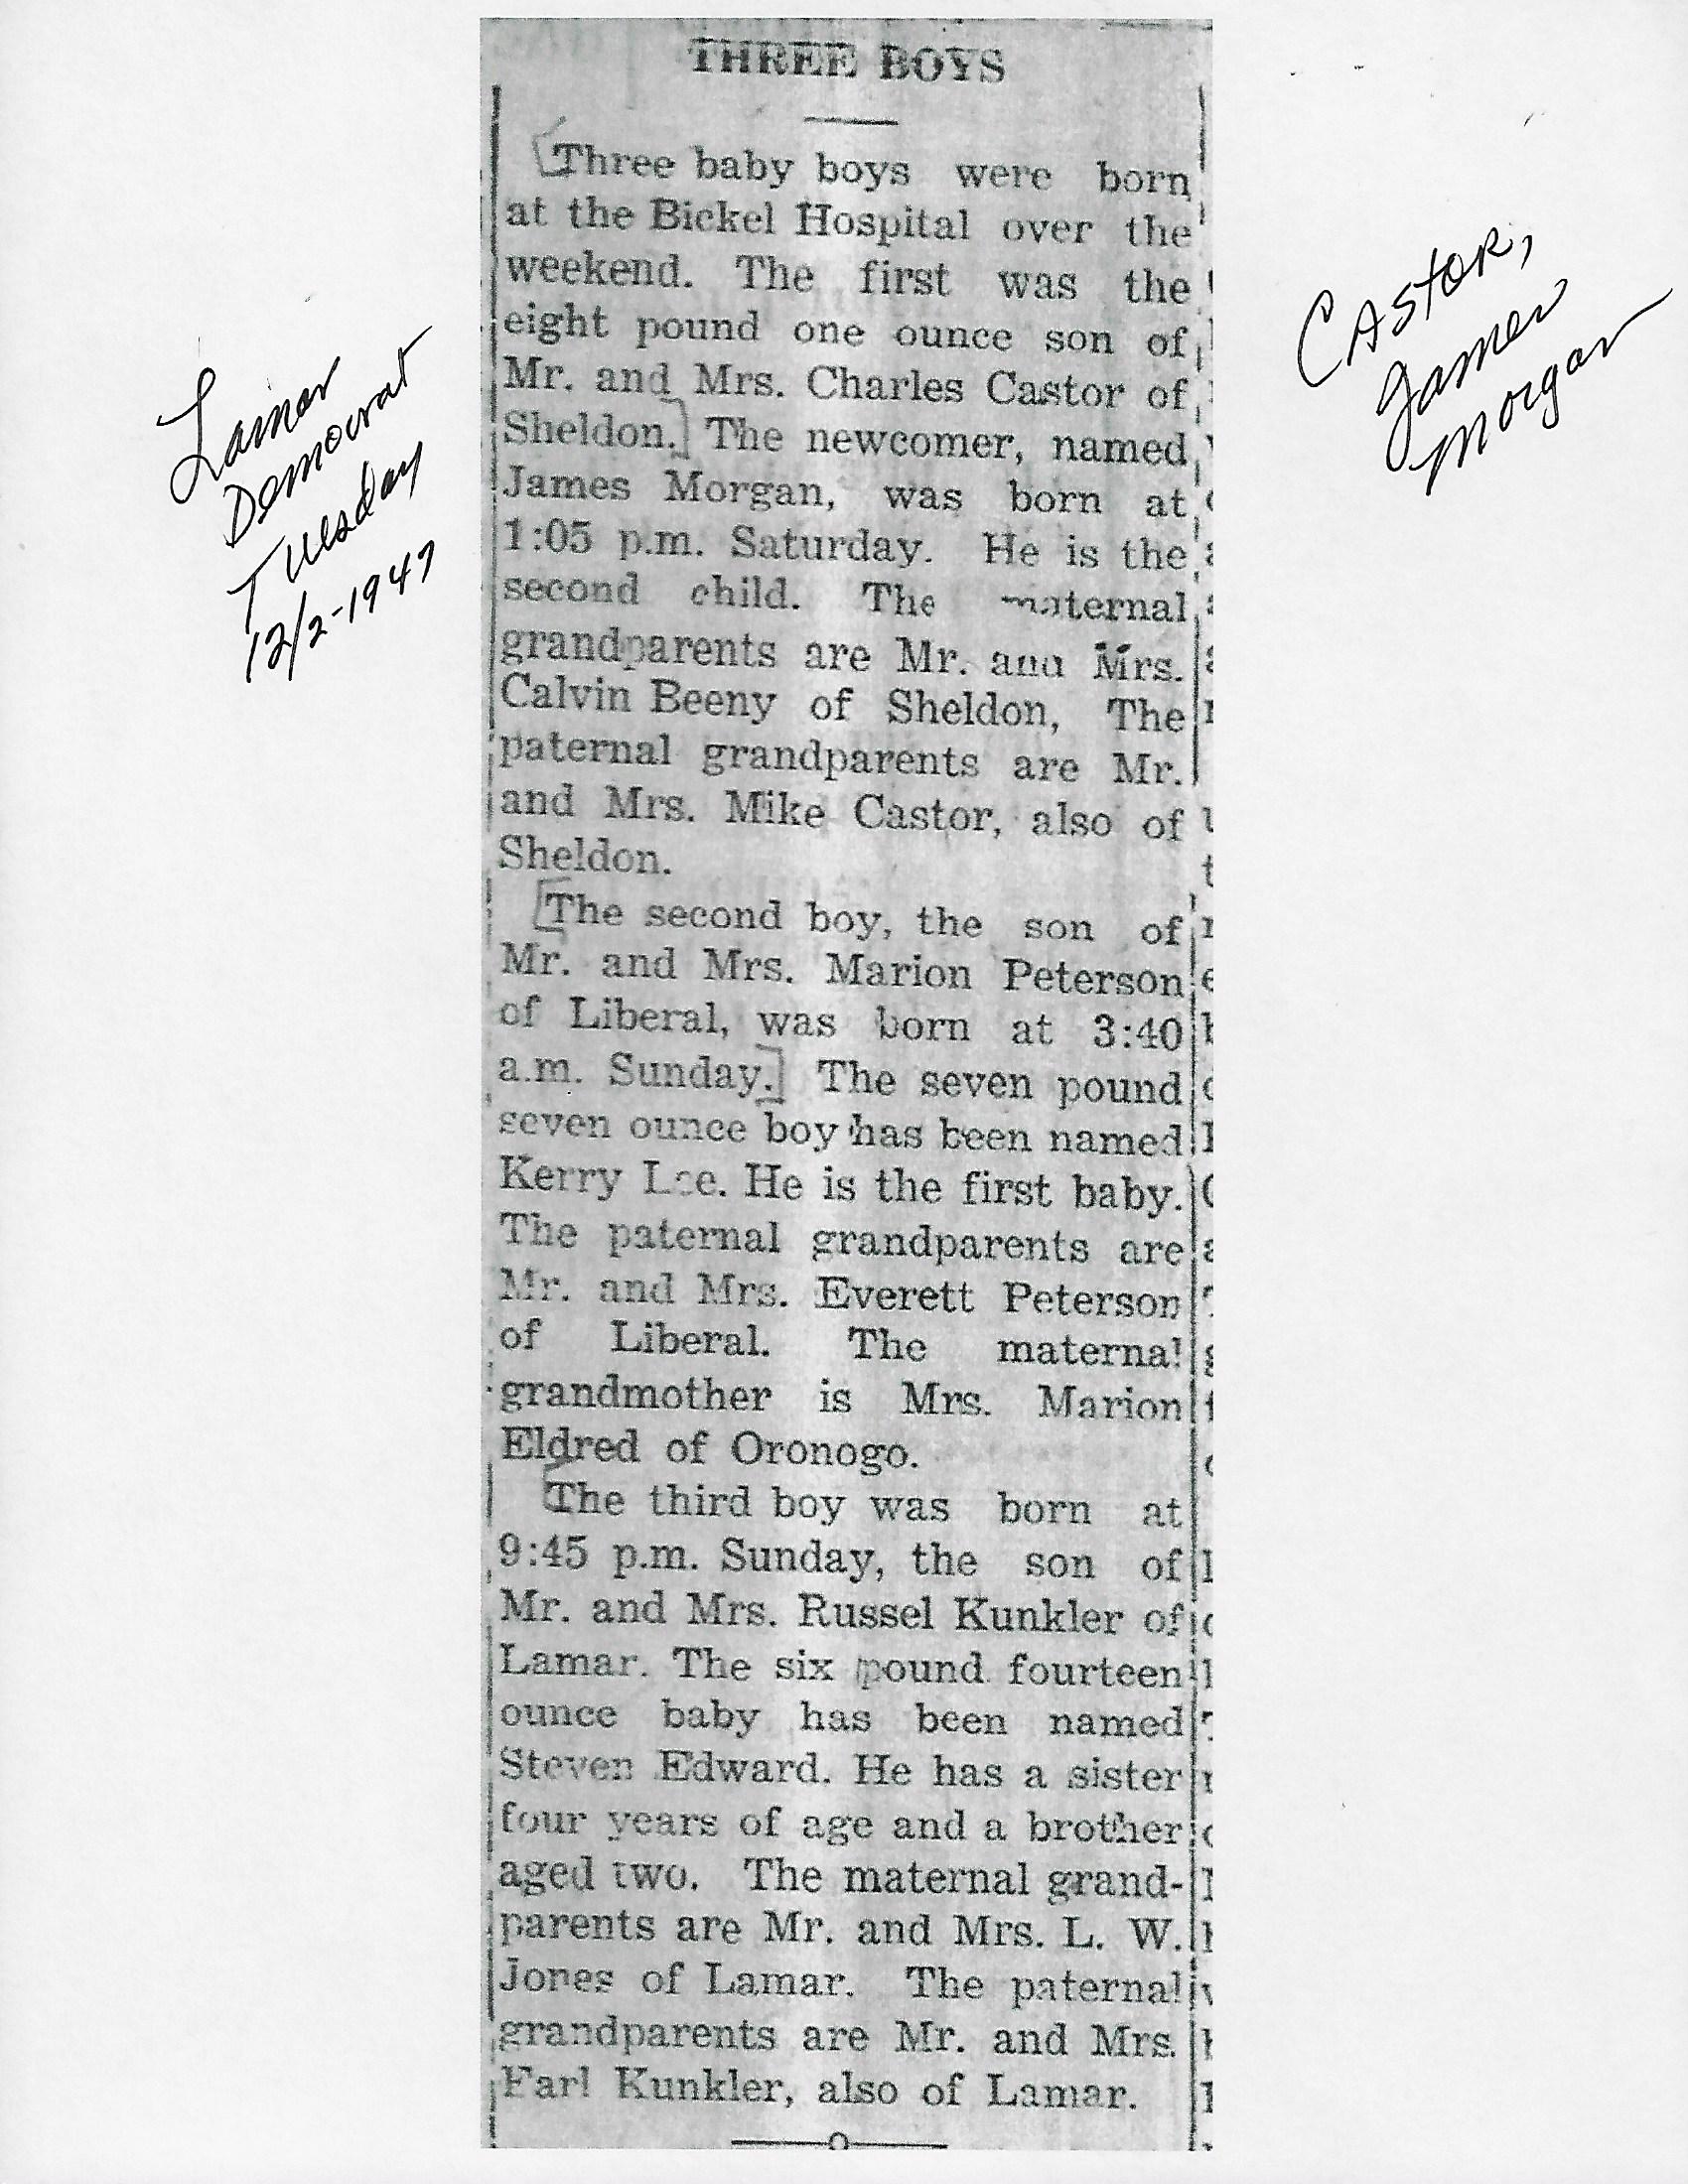 THREE BOYS
Three baby boys were born
at the Bickel Hospital over the
weekend. The first was the
eight pound one ounce son of
Mr. and Mrs. Charles Castor of
Sheldon. The newcomer, named
James Morgan, was born at
1:05 p.m. Saturday. He is the
second child. The maternal
grandparents are Mr. and Mrs.
Calvin Beeny of Sheldon, The
paternal grandparents are Mr.
and Mrs. Mike Castor, also of
Sheldon.
The second boy, the son of
Mr. and Mrs. Marion Peterson
of Liberal, was born at 3:40
a.m. Sunday. The seven pound
seven ounce boy has been named
Kerry Lee. He is the first baby.
The paternal grandparents are
Mr. and Mrs. Everett Peterson
of Liberal. The maternal
grandmother is Mrs. Marion
Eldred of Oronogo.
The third boy was born at
9:45 p.m. Sunday, the son of
Mr. and Mrs. Russel Kunkler of
Lamar. The six pound fourteen
ounce baby has been named
Steven Edward. He has a sister
four years of age and a brother
aged two. The maternal grand-
parents are Mr. and Mrs. L. W.
Jones of Lamar. The paternal
grandparents are Mr. and Mrs.
Earl Kunkler, also of Lamar.
Lamar
Democrat
Tuesday
12/2-1947
Castor,
James
Morgan